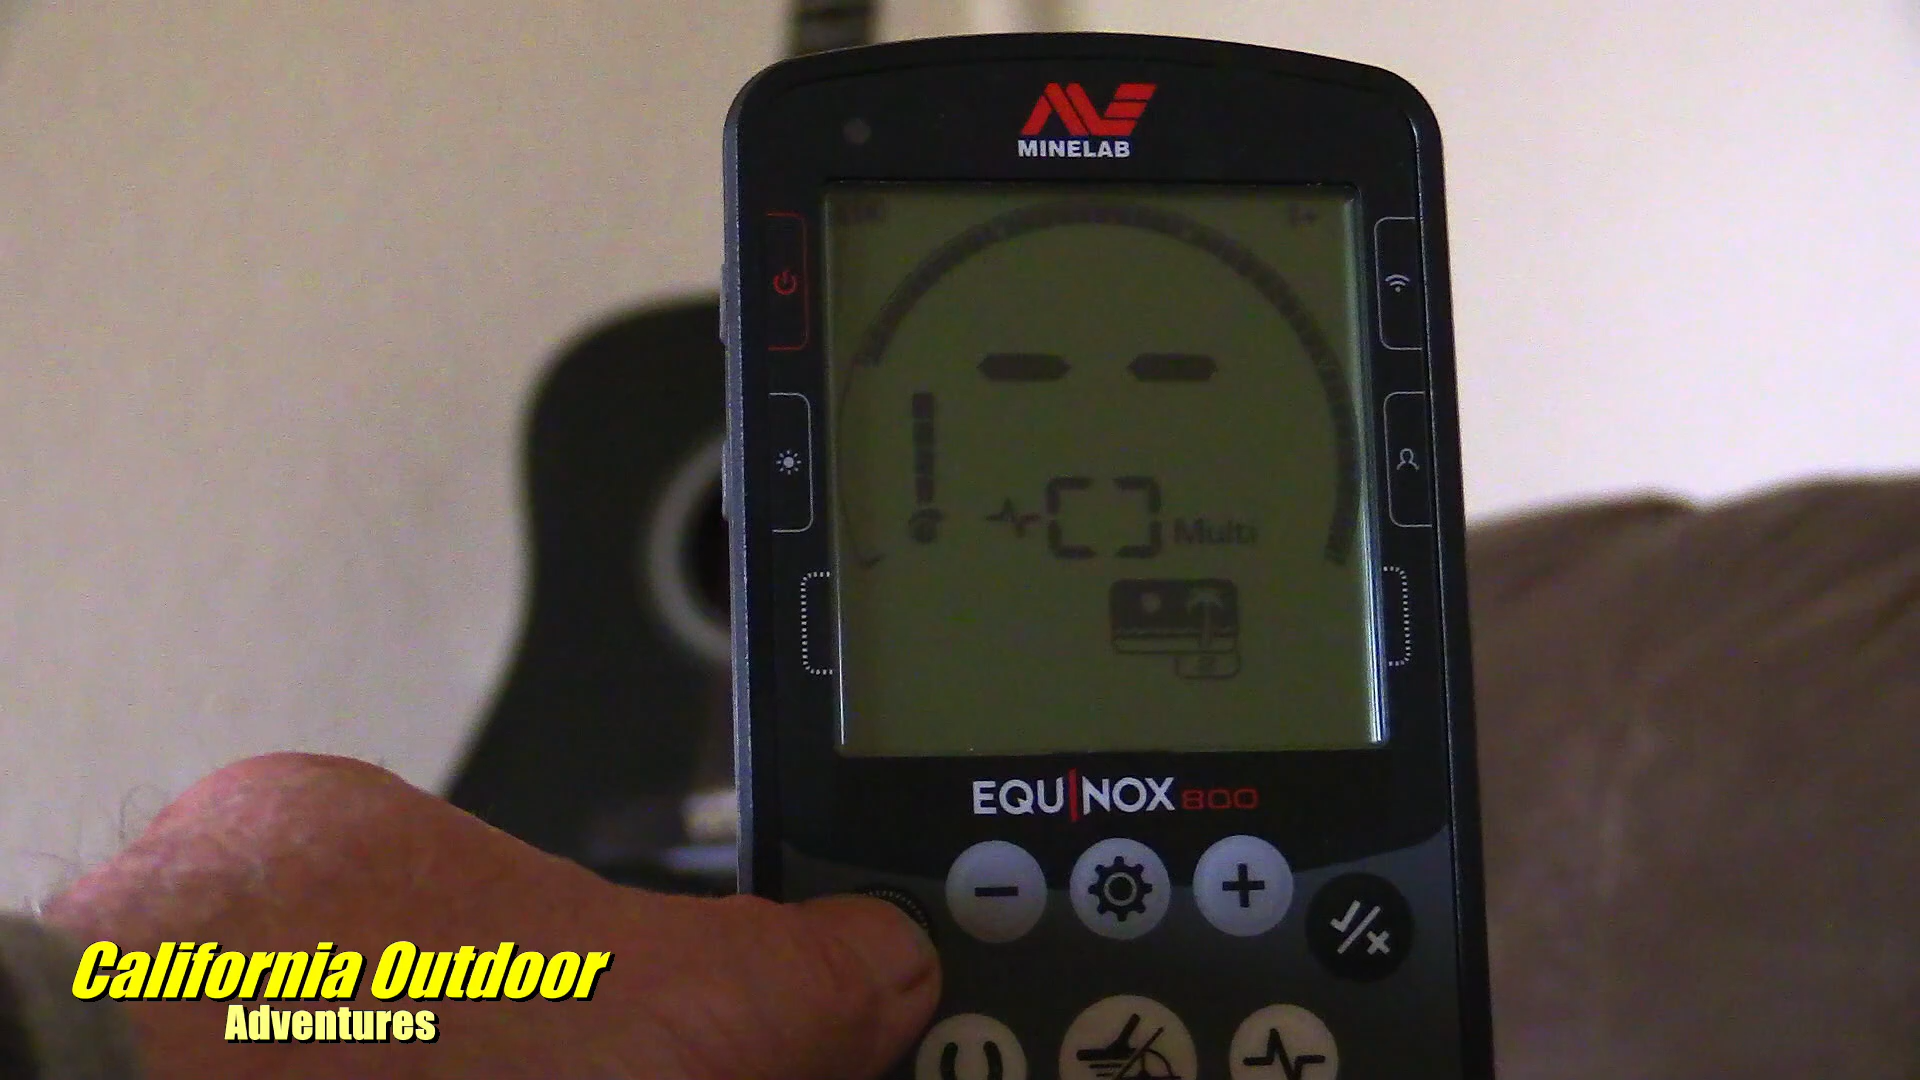 MINELAB
Multi
EQUINOX 800
California Outdoor
Adventures